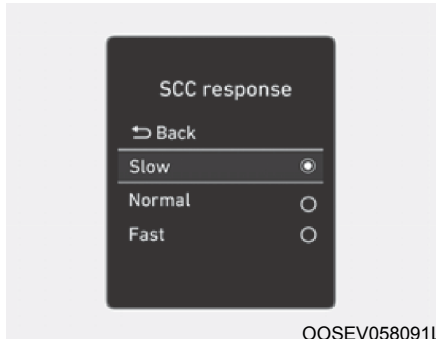 SCC response
Back
Slow
Normal
Fast
OOSEV058091L